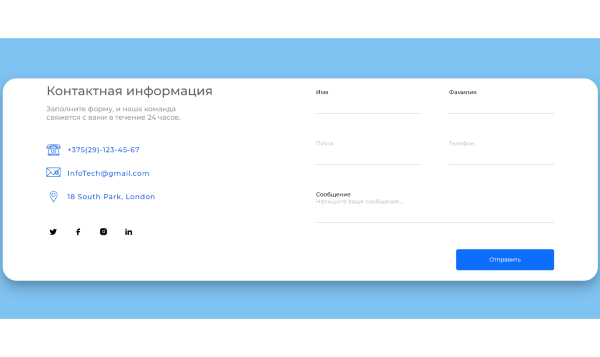 Контактная информация
Заполните форму, и наша команда
свяжется с вами в течение 24 часов.
+375(29)-123-45-67
InfoTech@gmail.com
18 South Park, London
Имя
Фамилия
Почта
Телефон
Сообщение
Напишите ваше сообщение...
Отправить